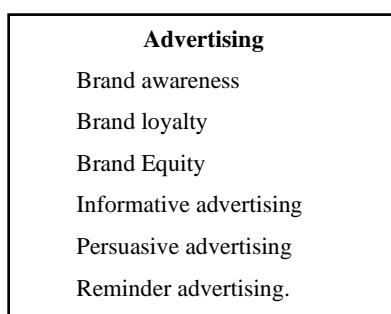 Advertising
Brand awareness
Brand loyalty
Brand Equity
Informative advertising
Persuasive advertising
Reminder advertising.